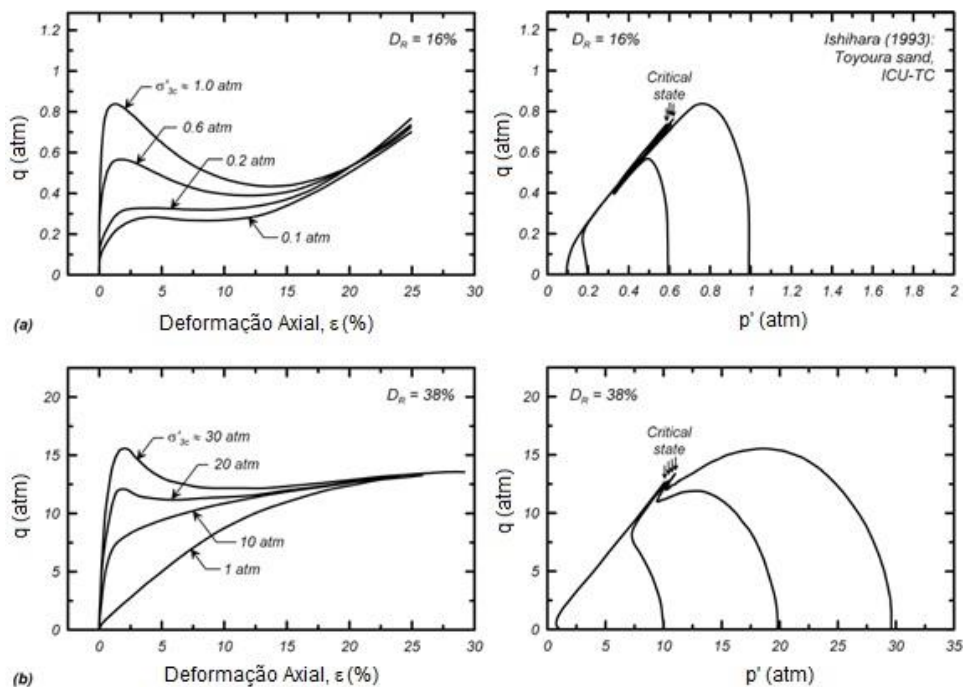 1.2
1
0.8
0.6
0.4
0.2
0
q (atm)
D_R = 16%
σ'₃c ≈ 1.0 atm
0.6 atm
0.2 atm
0.1 atm
0 5 10 15 20 25 30
(a)
Deformação Axial, ε (%)
1.2
1
0.8
0.6
0.4
0.2
0
q (atm)
D_R = 16%
Ishihara (1993):
Toyoura sand,
ICU-TC
Critical
state
0 0.2 0.4 0.6 0.8 1 1.2 1.4 1.6 1.8 2
p' (atm)
20
15
10
5
0
q (atm)
D_R = 38%
σ'₃c ≈ 30 atm
20 atm
10 atm
1 atm
0 5 10 15 20 25 30
(b)
Deformação Axial, ε (%)
20
15
10
5
0
q (atm)
D_R = 38%
Critical
state
0 5 10 15 20 25 30 35
p' (atm)